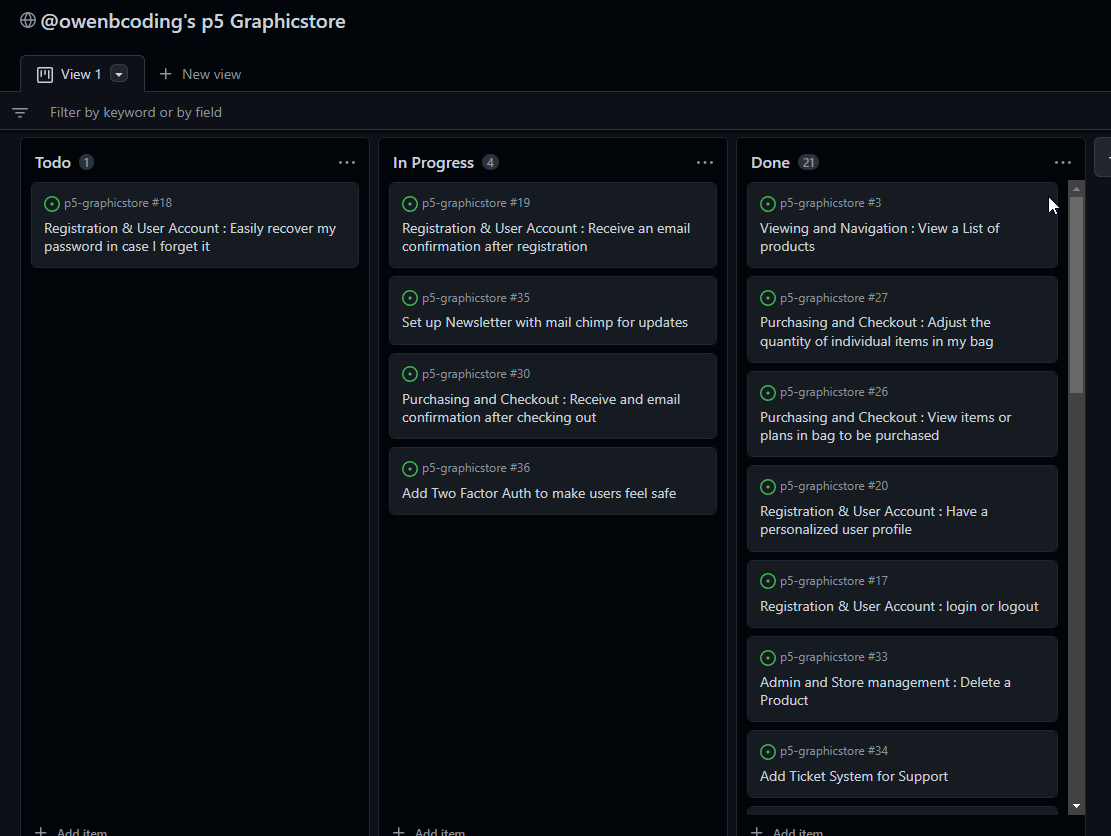 @owenbcoding's p5 Graphicstore
View 1
New view
Filter by keyword or by field
Todo 1
p5-graphicstore #18
Registration & User Account : Easily recover my
password in case I forget it
Add item
In Progress 4
p5-graphicstore #19
Registration & User Account : Receive an email
confirmation after registration
p5-graphicstore #35
Set up Newsletter with mail chimp for updates
p5-graphicstore #30
Purchasing and Checkout : Receive and email
confirmation after checking out
p5-graphicstore #36
Add Two Factor Auth to make users feel safe
Add item
Done 21
p5-graphicstore #3
Viewing and Navigation : View a List of
products
p5-graphicstore #27
Purchasing and Checkout : Adjust the
quantity of individual items in my bag
p5-graphicstore #26
Purchasing and Checkout : View items or
plans in bag to be purchased
p5-graphicstore #20
Registration & User Account : Have a
personalized user profile
p5-graphicstore #17
Registration & User Account : login or logout
p5-graphicstore #33
Admin and Store management : Delete a
Product
p5-graphicstore #34
Add Ticket System for Support
Add item